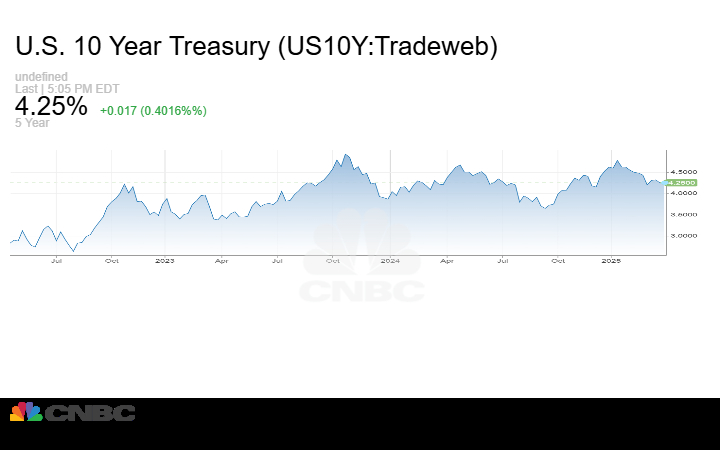 U.S. 10 Year Treasury (US10Y:Tradeweb)
undefined
Last | 5:05 PM EDT
4.25% +0.017 (0.4016%%)
5 Year
4.5000
4.2500
4.0000
3.5000
3.0000
Jul Oct 2023 Apr Jul Oct 2024 Apr Jul Oct 2025
CNBC
CNBC